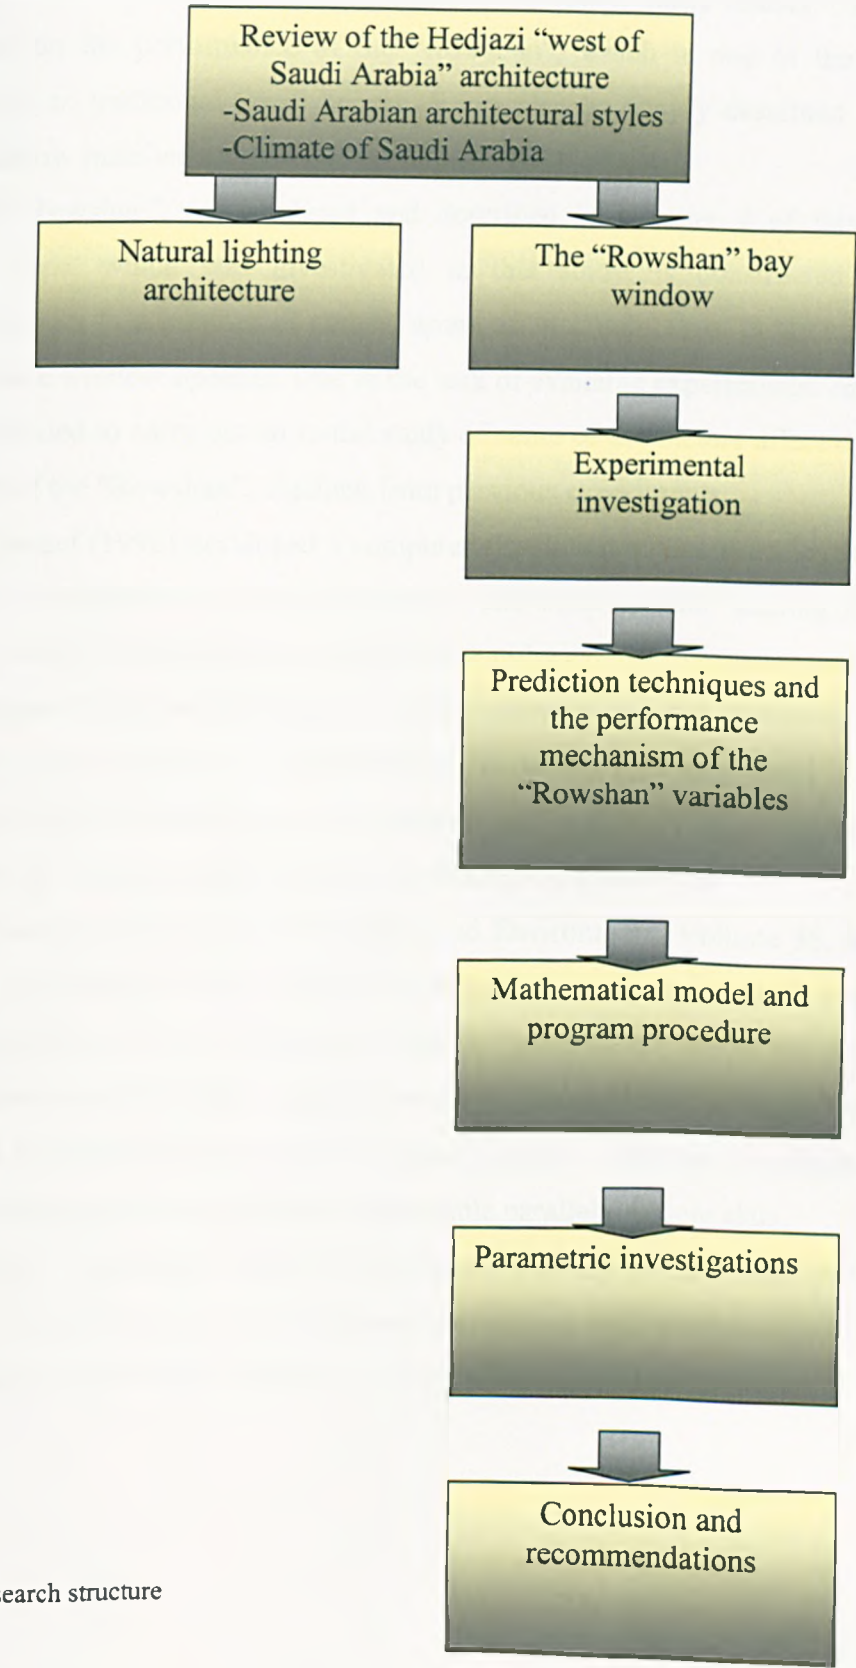 Review of the Hedjazi “west of
Saudi Arabia” architecture
-Saudi Arabian architectural styles
-Climate of Saudi Arabia
Natural lighting
architecture
The “Rowshan” bay
window
Experimental
investigation
Prediction techniques and
the performance
mechanism of the
“Rowshan” variables
Mathematical model and
program procedure
Parametric investigations
Conclusion and
recommendations
search structure